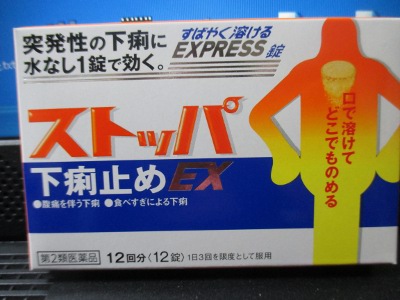 突発性の下痢に
水なし1錠で効く。
すばやく溶ける
EXPRESS錠
口で溶けて
どこでものめる
ストッパ
下痢止めEX
●腹痛を伴う下痢 ●食べすぎによる下痢
第2類医薬品 12回分(12錠) 1日3回を限度として服用